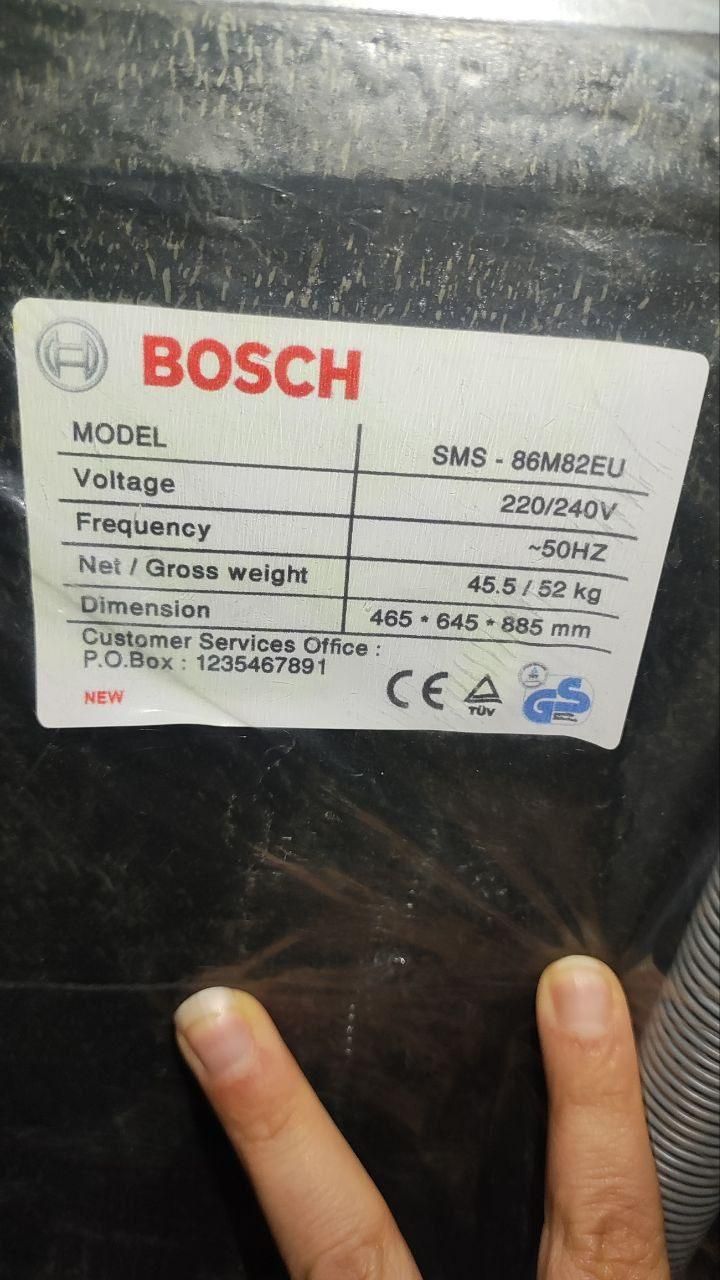 BOSCH
MODEL SMS - 86M82EU
Voltage 220/240V
Frequency ~50HZ
Net / Gross weight 45.5 / 52 kg
Dimension 465 * 645 * 885 mm
Customer Services Office :
P.O.Box : 1235467891
NEW
CE TÜV GS